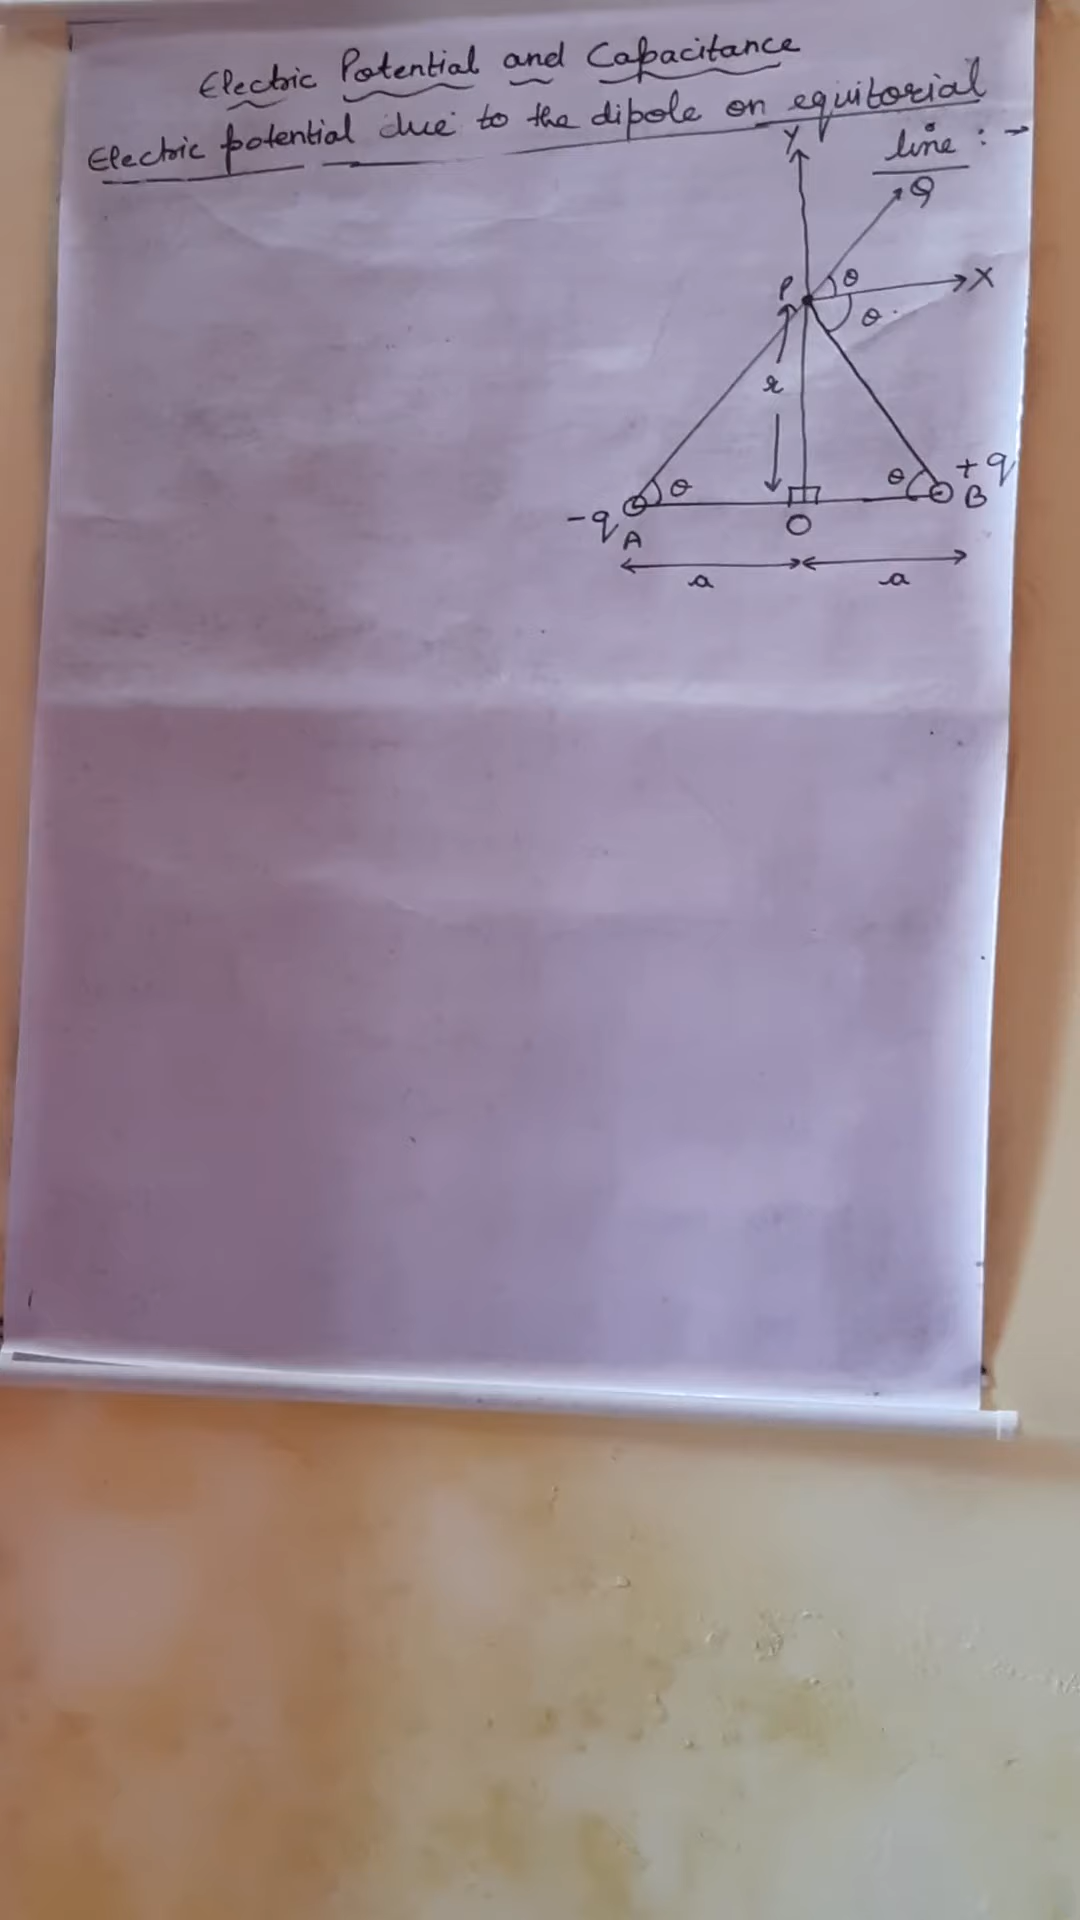 Electric Potential and Capacitance
Electric potential due to the dipole on equitorial
line : →
Y
Q
P
θ
X
θ
r
-q
A
θ
O
θ
+q
B
a
a